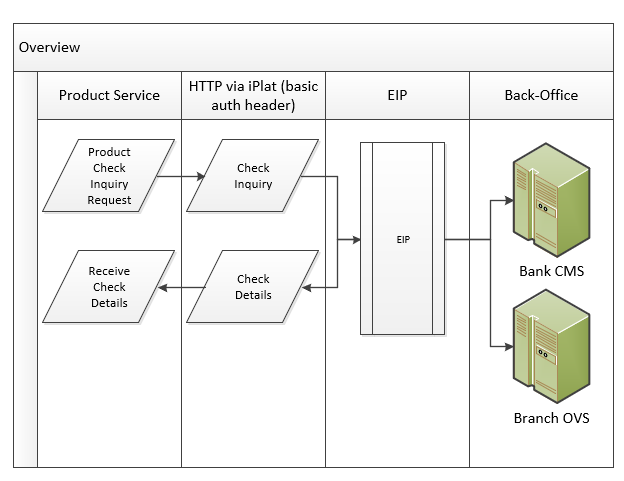 Overview
Product Service
HTTP via iPlat (basic
auth header)
EIP
Back-Office
Product
Check
Inquiry
Request
Check
Inquiry
EIP
Bank CMS
Receive
Check
Details
Check
Details
Branch OVS